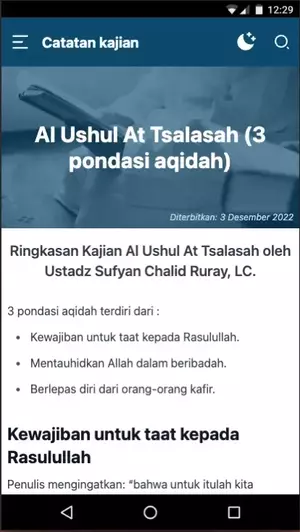 12:29
Catatan kajian
Al Ushul At Tsalasah (3
pondasi aqidah)
Diterbitkan: 3 Desember 2022
Ringkasan Kajian Al Ushul At Tsalasah oleh
Ustadz Sufyan Chalid Ruray, LC.
3 pondasi aqidah terdiri dari :
• Kewajiban untuk taat kepada Rasulullah.
• Mentauhidkan Allah dalam beribadah.
• Berlepas diri dari orang-orang kafir.
Kewajiban untuk taat kepada
Rasulullah
Penulis mengingatkan: “bahwa untuk itulah kita